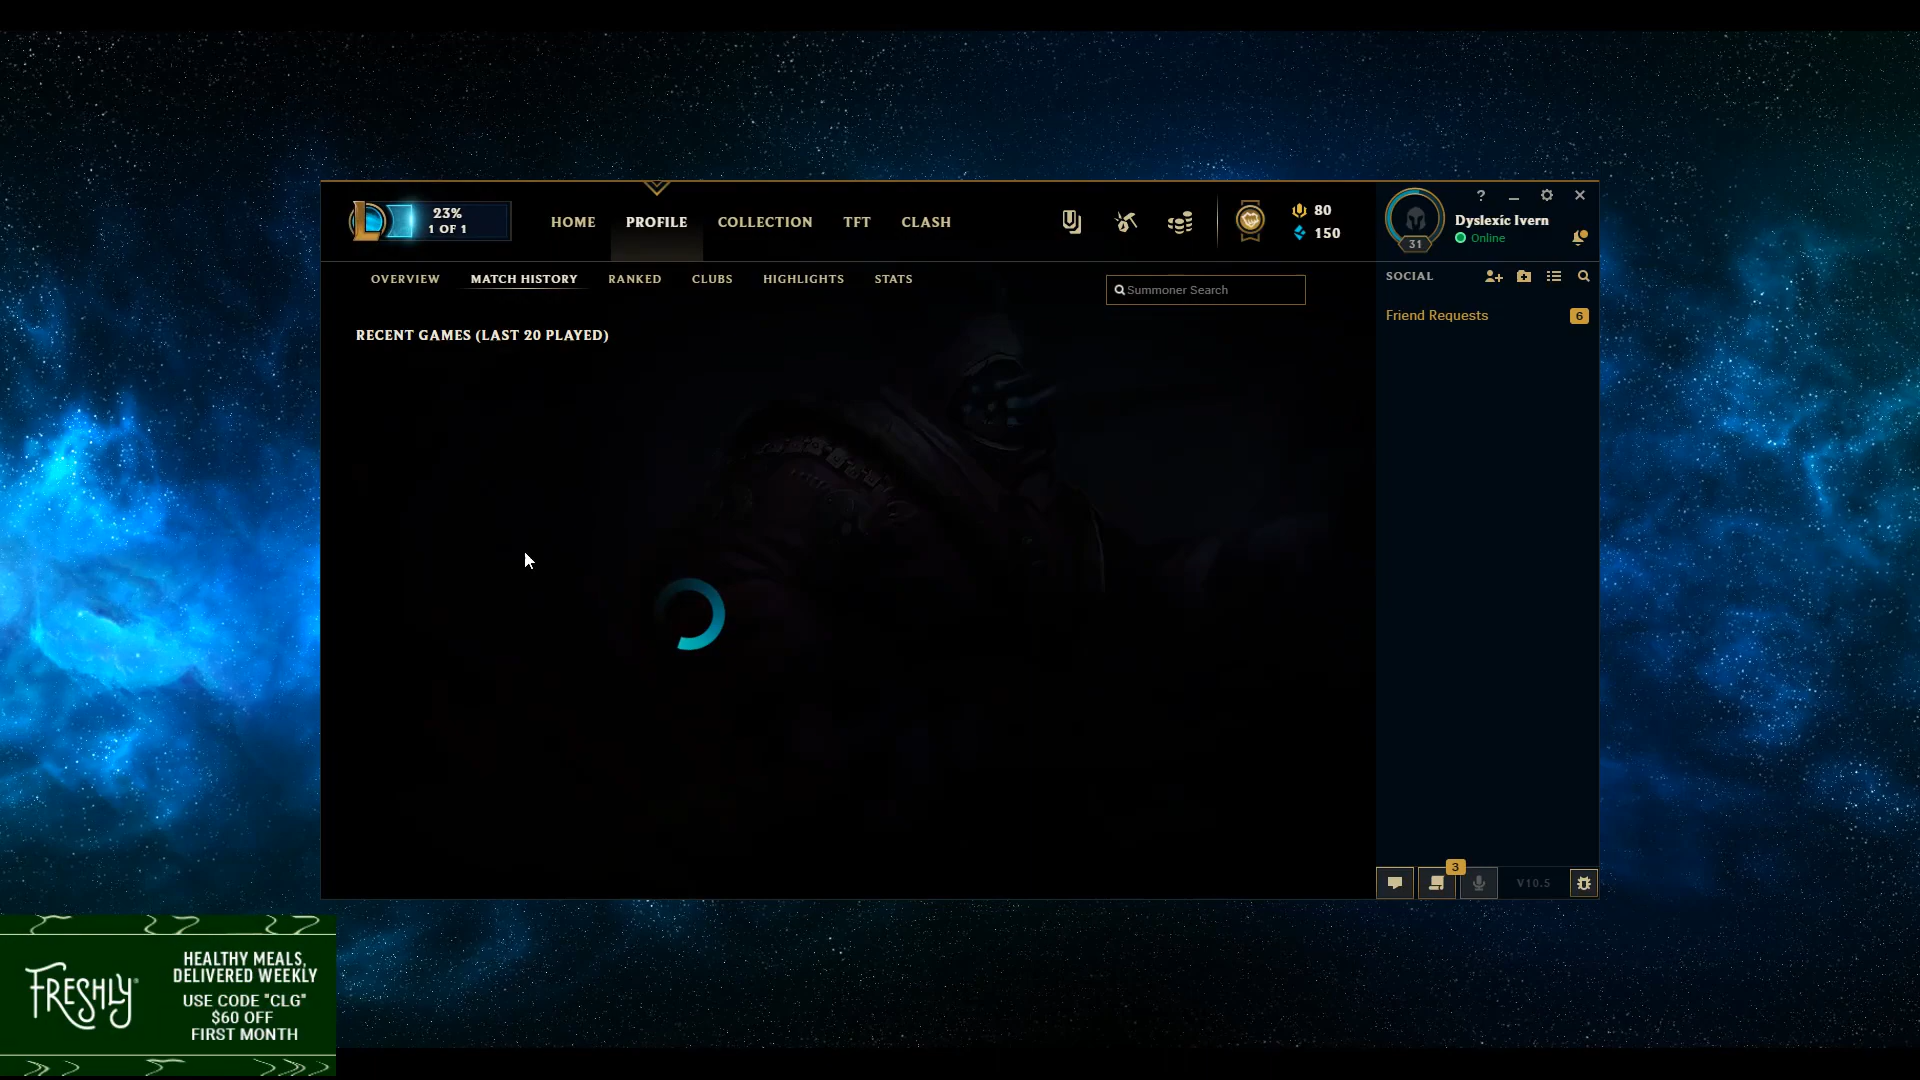 23%
1 OF 1
HOME
PROFILE
COLLECTION
TFT
CLASH
80
150
31
?
Dyslexic Ivern
Online
OVERVIEW
MATCH HISTORY
RANKED
CLUBS
HIGHLIGHTS
STATS
Summoner Search
SOCIAL
Friend Requests
6
RECENT GAMES (LAST 20 PLAYED)
3
V10.5
FRESHLY
HEALTHY MEALS,
DELIVERED WEEKLY
USE CODE "CLG"
$60 OFF
FIRST MONTH